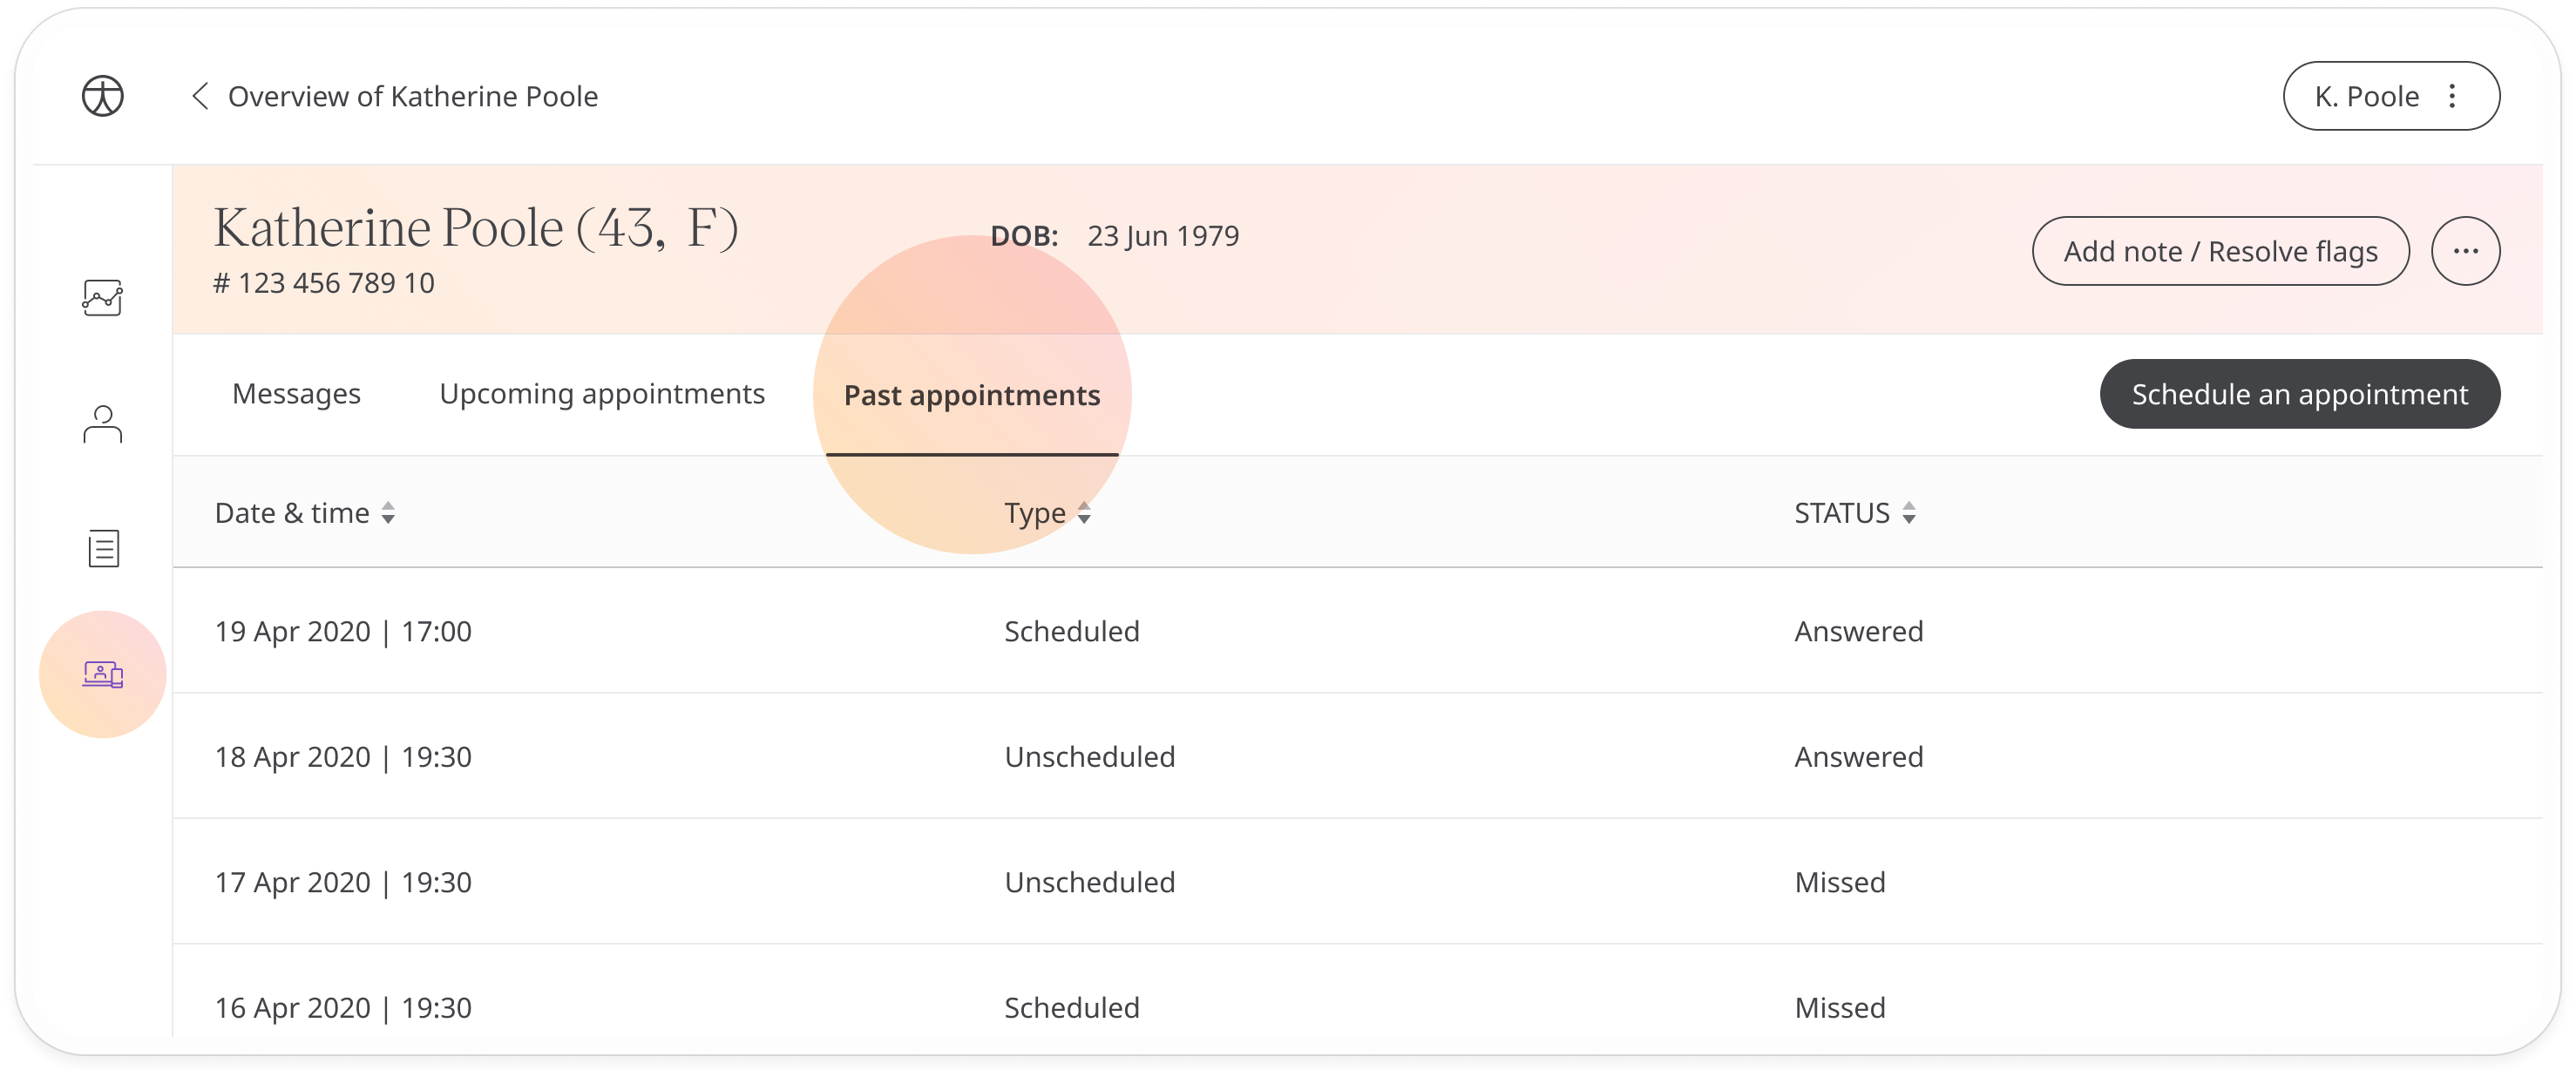 Overview of Katherine Poole
K. Poole
Katherine Poole (43, F)
DOB: 23 Jun 1979
# 123 456 789 10
Add note / Resolve flags
Messages
Upcoming appointments
Past appointments
Schedule an appointment
Date & time
Type
STATUS
19 Apr 2020 | 17:00
Scheduled
Answered
18 Apr 2020 | 19:30
Unscheduled
Answered
17 Apr 2020 | 19:30
Unscheduled
Missed
16 Apr 2020 | 19:30
Scheduled
Missed